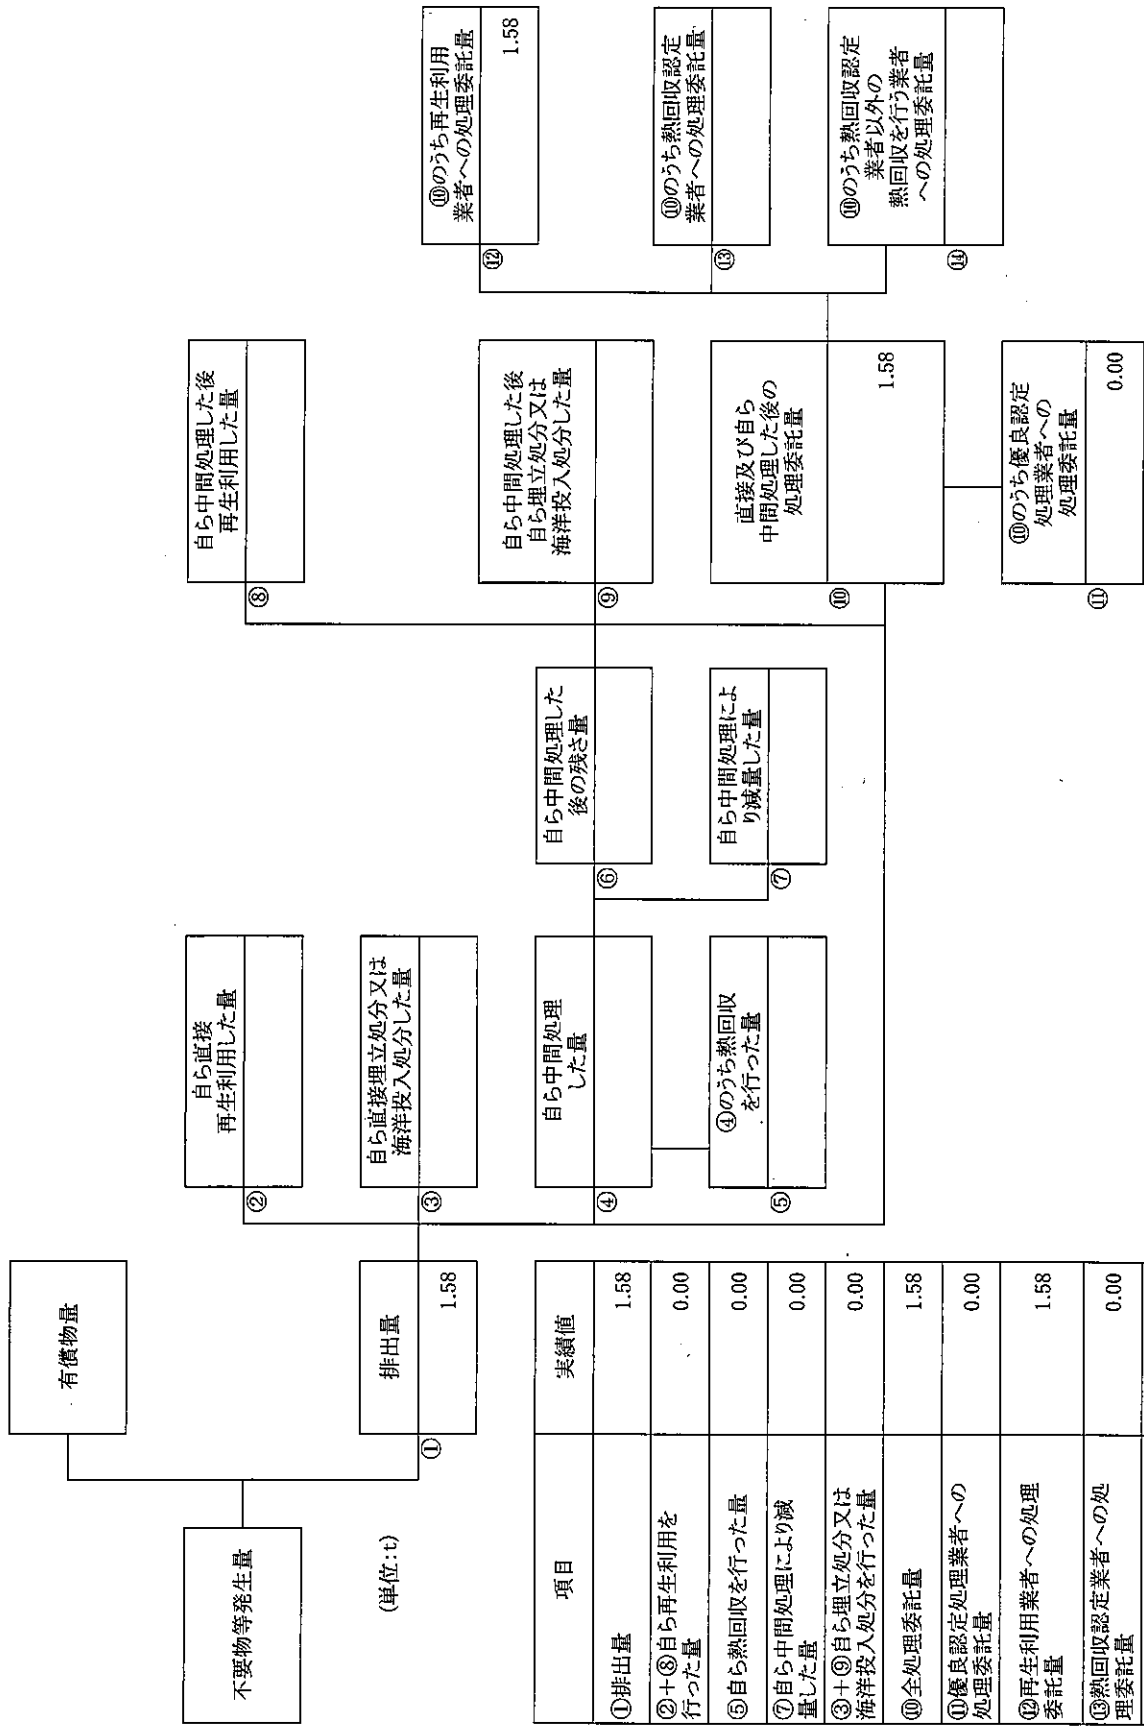 不要物等発生量
有償物量
排出量
①
1.58
(単位:t)
自ら直接
再生利用した量
②
自ら直接埋立処分又は
海洋投入処分した量
③
自ら中間処理
した量
④
④のうち熱回収
を行った量
⑤
自ら中間処理した
後の残さ量
⑥
自ら中間処理によ
り減量した量
⑦
自ら中間処理した後
再生利用した量
⑧
自ら中間処理した後
自ら埋立処分又は
海洋投入処分した量
⑨
直接及び自ら
中間処理した後の
処理委託量
⑩
1.58
⑩のうち優良認定
処理業者への
処理委託量
⑪
0.00
⑩のうち再生利用
業者への処理委託量
⑫
1.58
⑩のうち熱回収認定
業者への処理委託量
⑬
⑩のうち熱回収認定
業者以外の
熱回収を行う業者
への処理委託量
⑭
項目 実績値
①排出量 1.58
②+⑧自ら再生利用を
行った量 0.00
⑤自ら熱回収を行った量 0.00
⑦自ら中間処理により減
量した量 0.00
③+⑨自ら埋立処分又は
海洋投入処分を行った量 0.00
⑩全処理委託量 1.58
⑪優良認定処理業者への
処理委託量 0.00
⑫再生利用業者への処理
委託量 1.58
⑬熱回収認定業者への処
理委託量 0.00